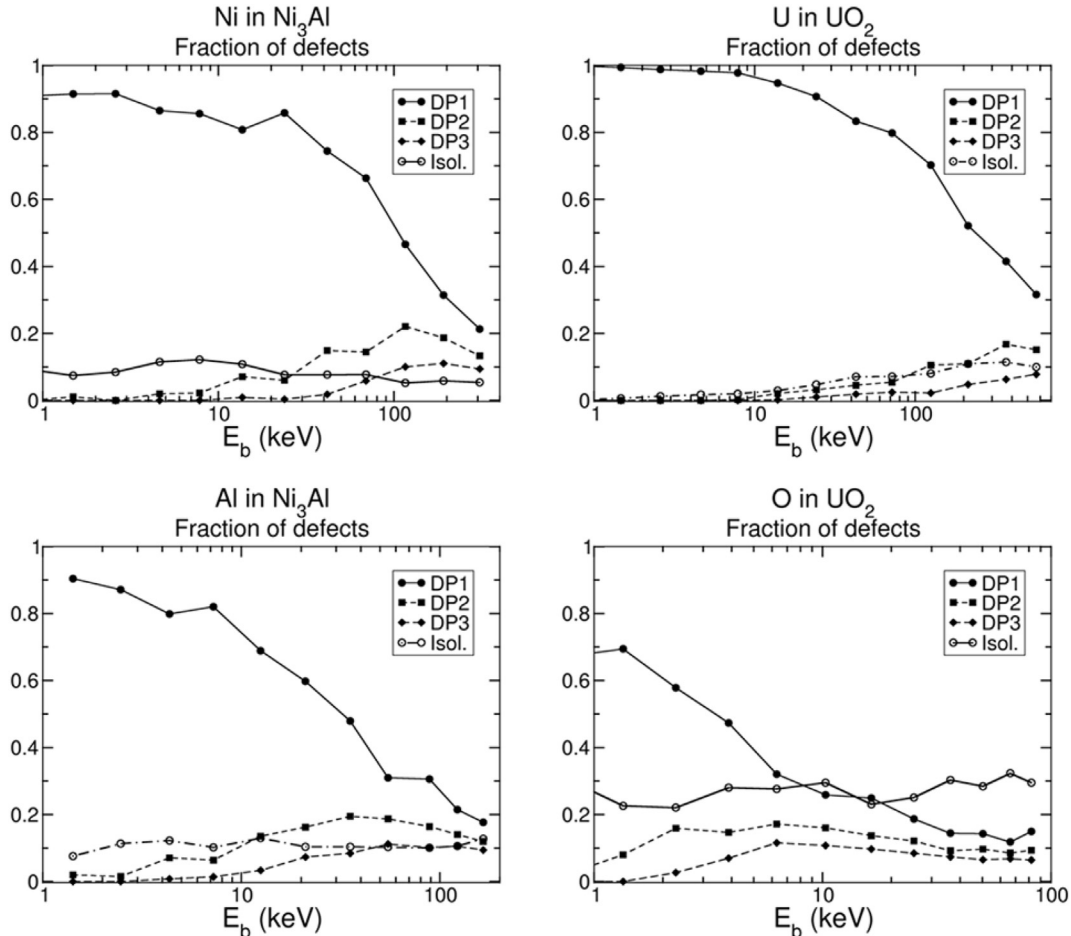 Ni in Ni3Al
Fraction of defects
1
0.8
0.6
0.4
0.2
0
DP1
DP2
DP3
Isol.
1 10 100
Eb (keV)
U in UO2
Fraction of defects
1
0.8
0.6
0.4
0.2
0
DP1
DP2
DP3
Isol.
1 10 100
Eb (keV)
Al in Ni3Al
Fraction of defects
1
0.8
0.6
0.4
0.2
0
DP1
DP2
DP3
Isol.
10 100
Eb (keV)
O in UO2
Fraction of defects
1
0.8
0.6
0.4
0.2
0
DP1
DP2
DP3
Isol.
1 10 100
Eb (keV)